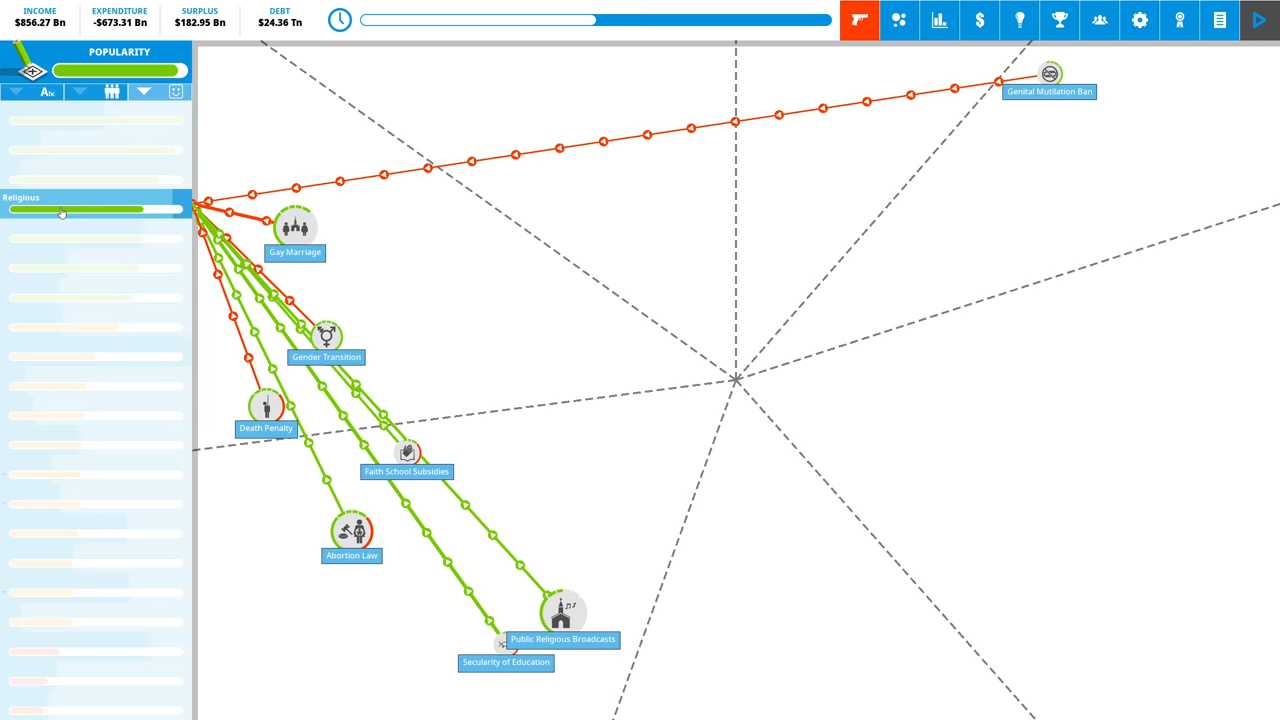 INCOME
$856.27 Bn
EXPENDITURE
-$673.31 Bn
SURPLUS
$182.95 Bn
DEBT
$24.36 Tn
POPULARITY
Abc
Religious
Genital Mutilation Ban
Gay Marriage
Gender Transition
Death Penalty
Faith School Subsidies
Abortion Law
Public Religious Broadcasts
Secularity of Education